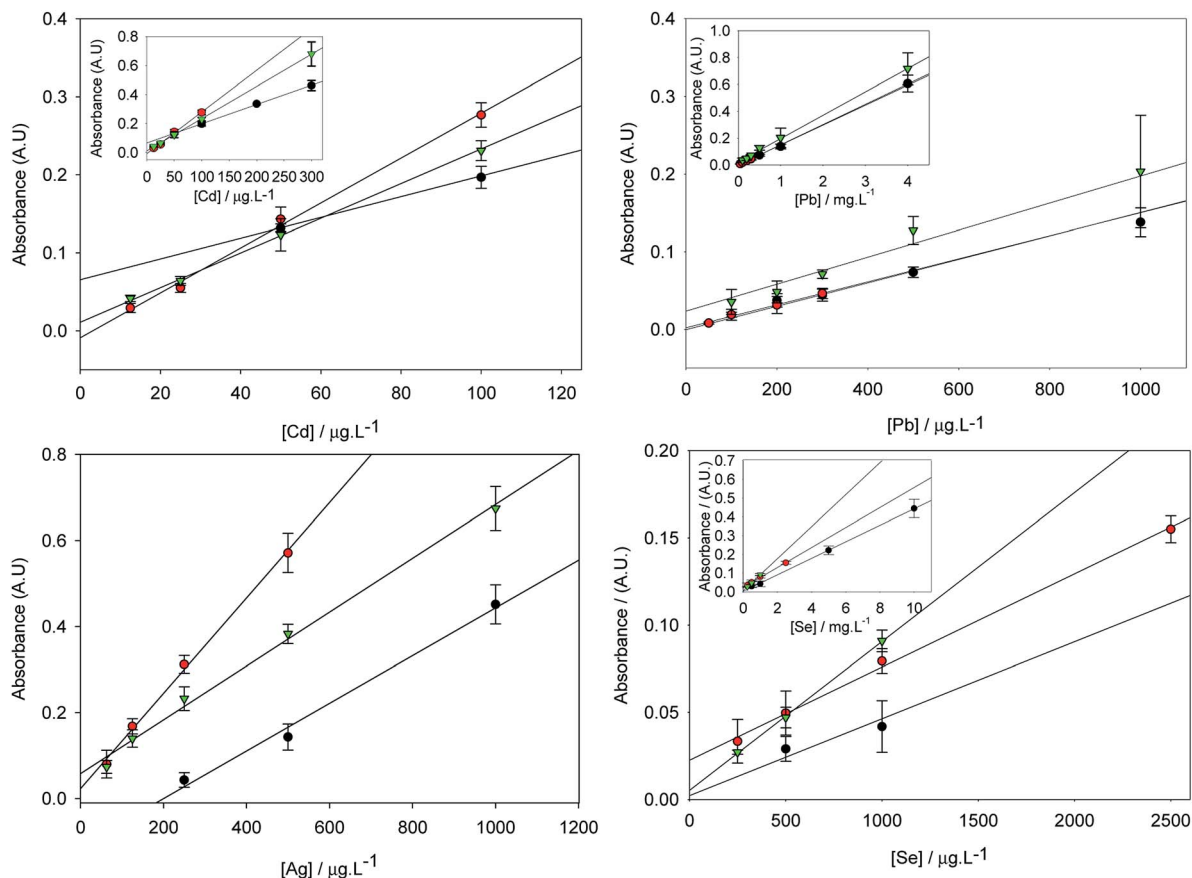 Absorbance (A.U)
0.4
0.3
0.2
0.1
0.0
0 20 40 60 80 100 120
[Cd] / µg.L-1
Absorbance (A.U)
0.8
0.6
0.4
0.2
0.0
0 50 100 150 200 250 300
[Cd] / µg.L-1
Absorbance (A.U)
0.4
0.3
0.2
0.1
0.0
0 200 400 600 800 1000
[Pb] / µg.L-1
Absorbance (A.U.)
1.0
0.8
0.6
0.4
0.2
0.0
0 2 4
[Pb] / mg.L-1
Absorbance (A.U)
0.8
0.6
0.4
0.2
0.0
0 200 400 600 800 1000 1200
[Ag] / µg.L-1
Absorbance / (A.U.)
0.20
0.15
0.10
0.05
0.00
0 500 1000 1500 2000 2500
[Se] / µg.L-1
Absorbance / (A.U.)
0.7
0.6
0.5
0.4
0.3
0.2
0.1
0.0
0 2 4 6 8 10
[Se] / mg.L-1